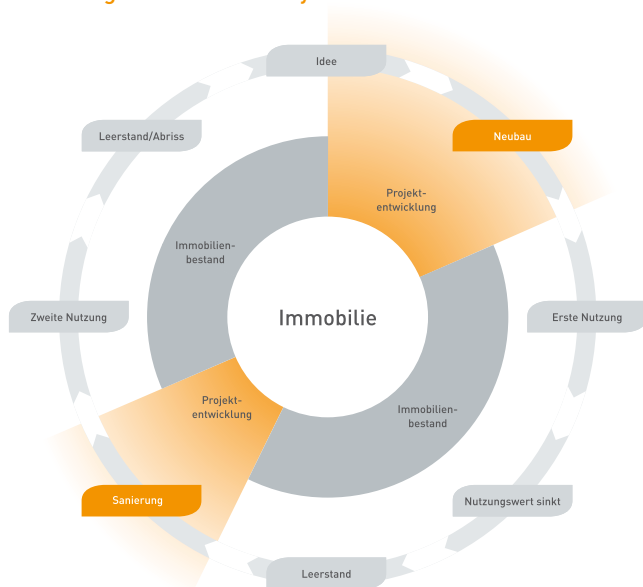 Idee
Leerstand/Abriss
Neubau
Projekt-
entwicklung
Immobilien-
bestand
Zweite Nutzung
Immobilie
Erste Nutzung
Projekt-
entwicklung
Immobilien-
bestand
Sanierung
Nutzungswert sinkt
Leerstand